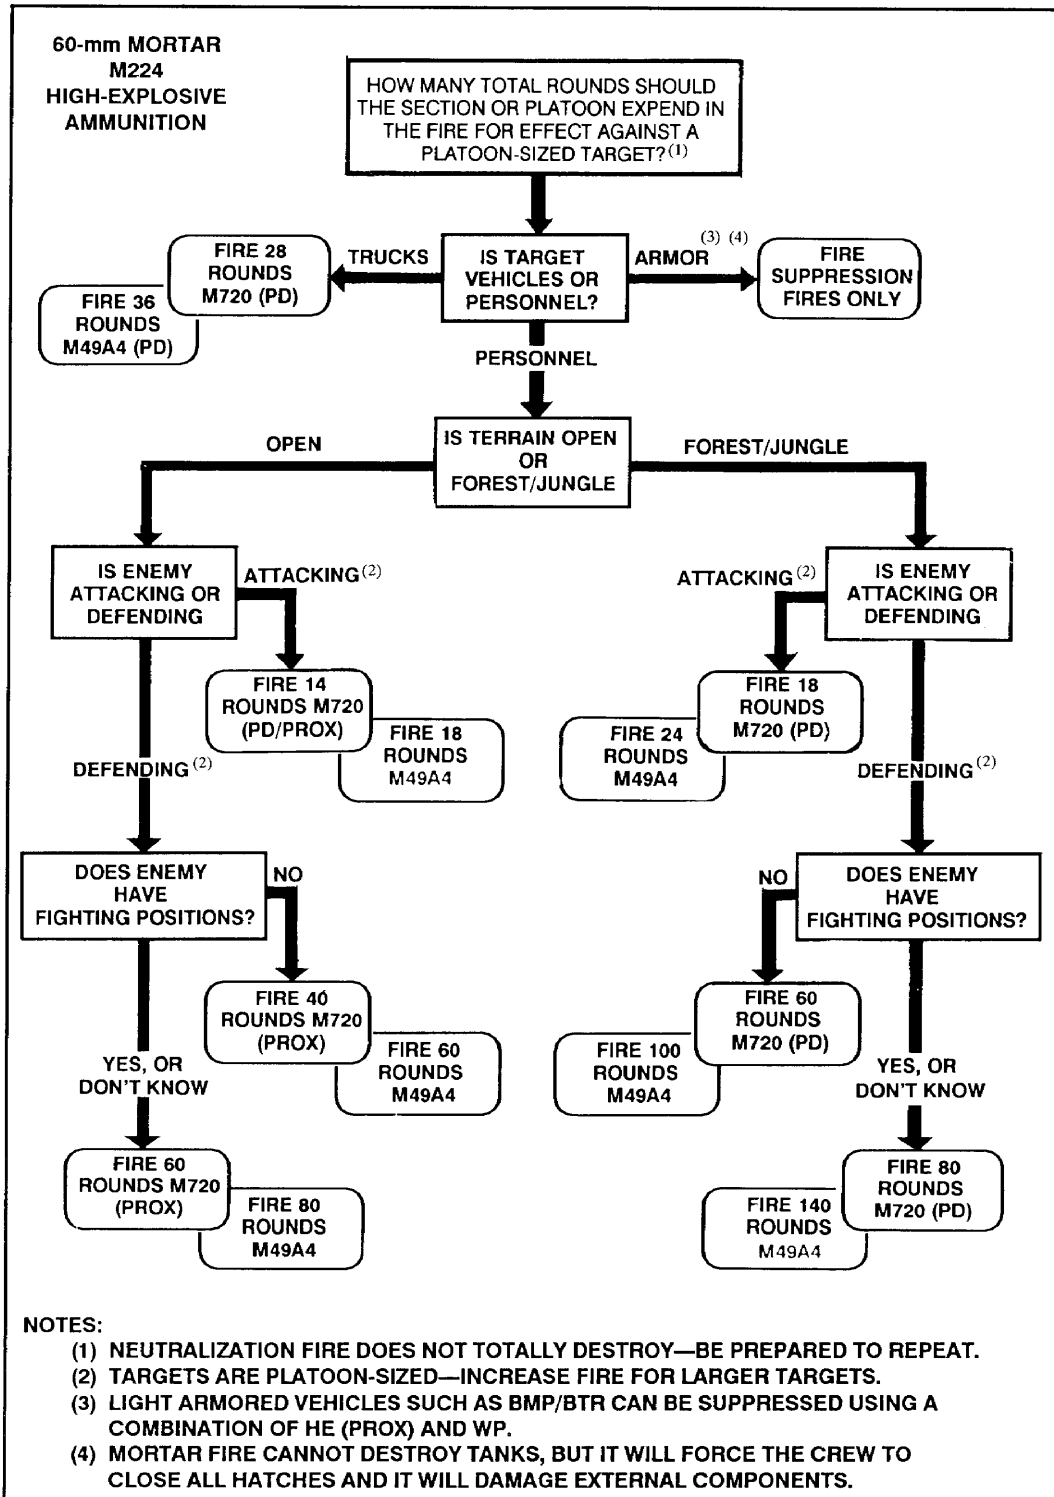 60-mm MORTAR
M224
HIGH-EXPLOSIVE
AMMUNITION
HOW MANY TOTAL ROUNDS SHOULD
THE SECTION OR PLATOON EXPEND IN
THE FIRE FOR EFFECT AGAINST A
PLATOON-SIZED TARGET?(1)
FIRE 28
ROUNDS
M720 (PD)
FIRE 36
ROUNDS
M49A4 (PD)
TRUCKS
IS TARGET
VEHICLES OR
PERSONNEL?
ARMOR (3) (4)
FIRE
SUPPRESSION
FIRES ONLY
PERSONNEL
IS TERRAIN OPEN
OR
FOREST/JUNGLE
OPEN
FOREST/JUNGLE
IS ENEMY
ATTACKING OR
DEFENDING
ATTACKING(2)
FIRE 14
ROUNDS M720
(PD/PROX)
FIRE 18
ROUNDS
M49A4
DEFENDING(2)
DOES ENEMY
HAVE
FIGHTING POSITIONS?
NO
FIRE 40
ROUNDS M720
(PROX)
FIRE 60
ROUNDS
M49A4
YES, OR
DON'T KNOW
FIRE 60
ROUNDS M720
(PROX)
FIRE 80
ROUNDS
M49A4
ATTACKING(2)
IS ENEMY
ATTACKING OR
DEFENDING
FIRE 18
ROUNDS
M720 (PD)
FIRE 24
ROUNDS
M49A4
DEFENDING(2)
DOES ENEMY
HAVE
FIGHTING POSITIONS?
NO
FIRE 60
ROUNDS
M720 (PD)
FIRE 100
ROUNDS
M49A4
YES, OR
DON'T KNOW
FIRE 80
ROUNDS
M720 (PD)
FIRE 140
ROUNDS
M49A4
NOTES:
(1) NEUTRALIZATION FIRE DOES NOT TOTALLY DESTROY—BE PREPARED TO REPEAT.
(2) TARGETS ARE PLATOON-SIZED—INCREASE FIRE FOR LARGER TARGETS.
(3) LIGHT ARMORED VEHICLES SUCH AS BMP/BTR CAN BE SUPPRESSED USING A
COMBINATION OF HE (PROX) AND WP.
(4) MORTAR FIRE CANNOT DESTROY TANKS, BUT IT WILL FORCE THE CREW TO
CLOSE ALL HATCHES AND IT WILL DAMAGE EXTERNAL COMPONENTS.